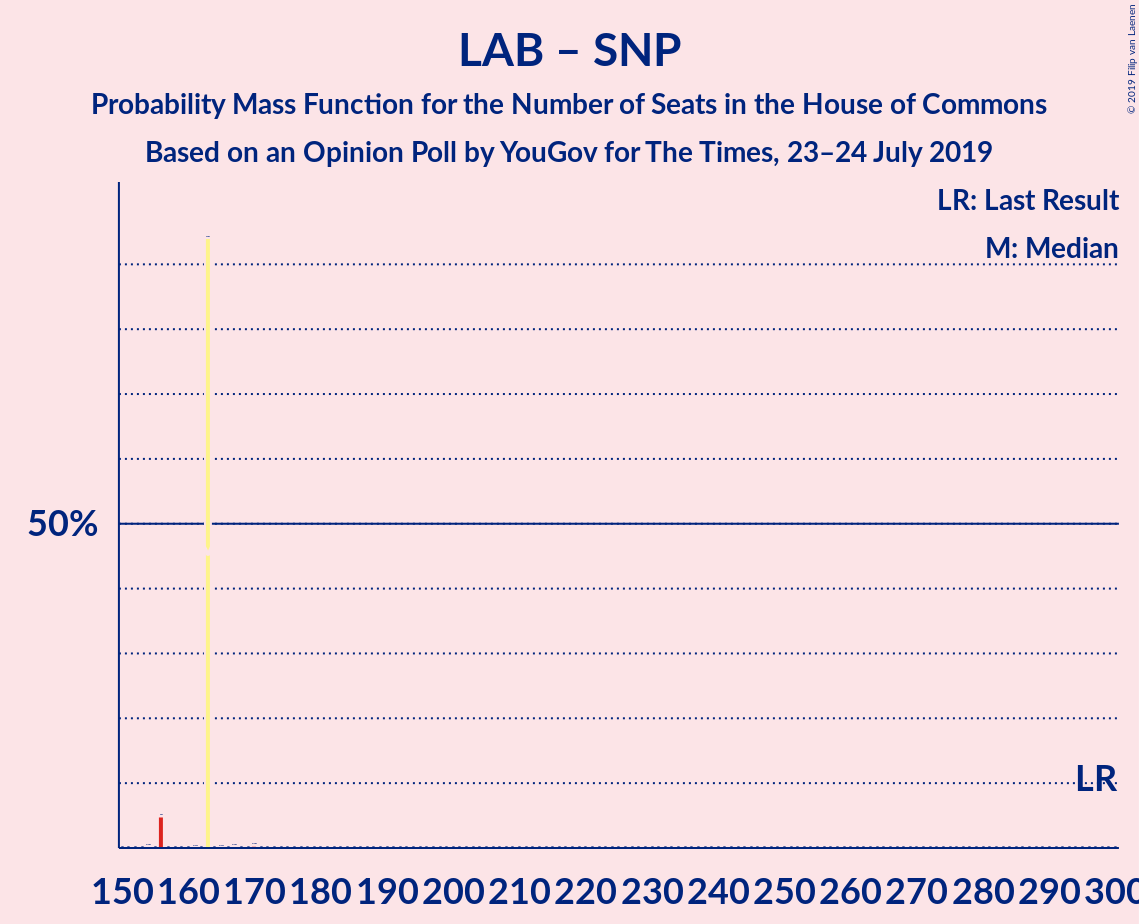 LAB – SNP
Probability Mass Function for the Number of Seats in the House of Commons
Based on an Opinion Poll by YouGov for The Times, 23–24 July 2019
© 2019 Filip van Laenen
LR: Last Result
M: Median
50%
LR
150 160 170 180 190 200 210 220 230 240 250 260 270 280 290 300